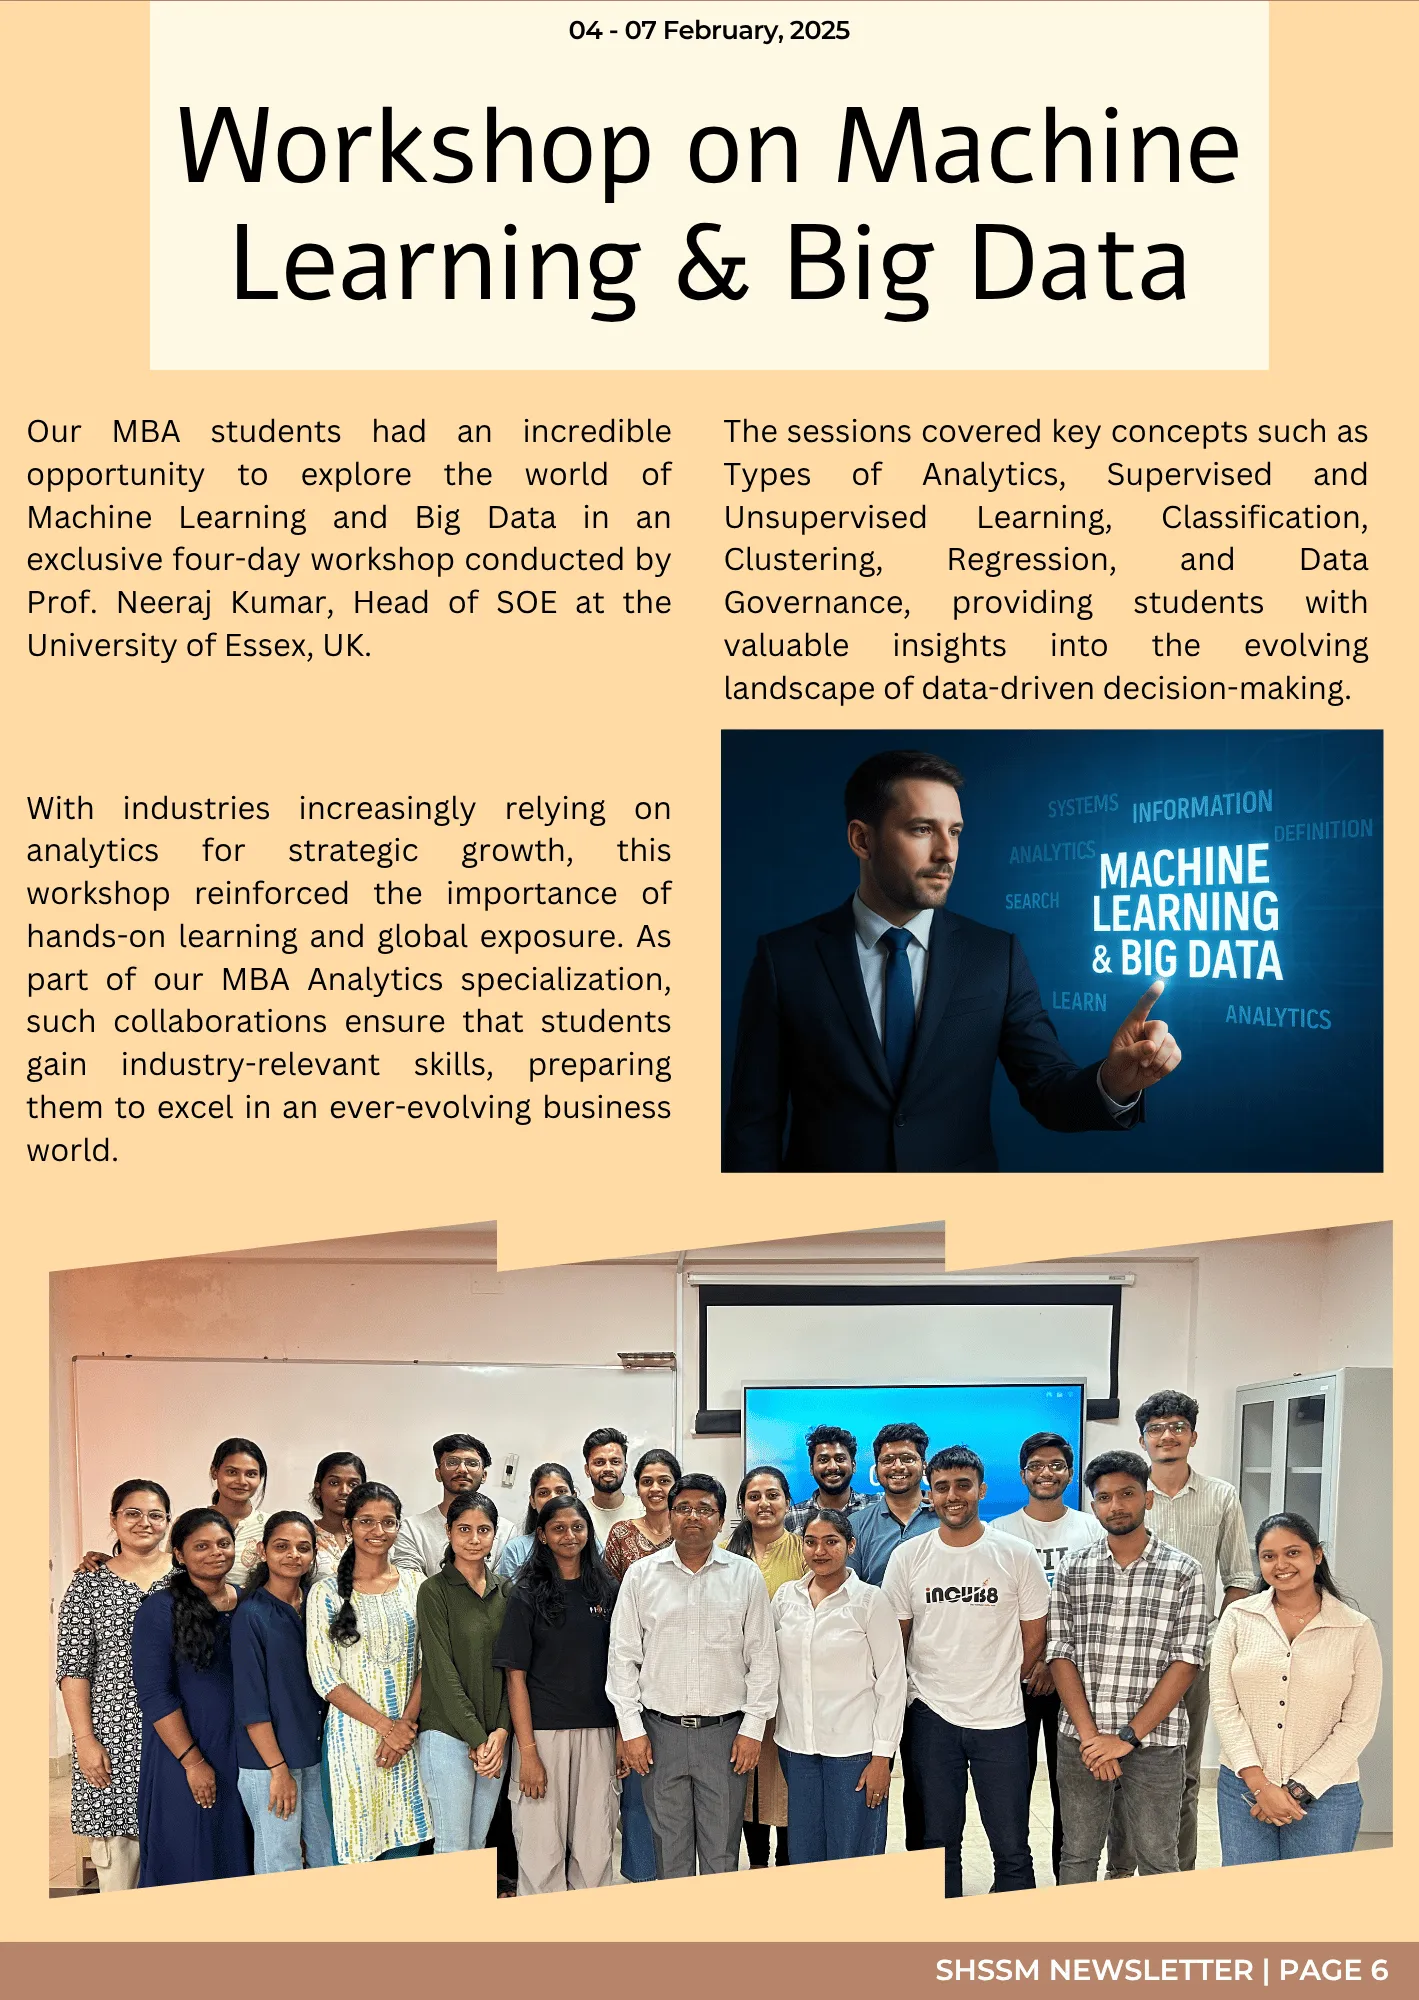 04 - 07 February, 2025
Workshop on Machine
Learning & Big Data
Our MBA students had an incredible
opportunity to explore the world of
Machine Learning and Big Data in an
exclusive four-day workshop conducted by
Prof. Neeraj Kumar, Head of SOE at the
University of Essex, UK.
The sessions covered key concepts such as
Types of Analytics, Supervised and
Unsupervised Learning, Classification,
Clustering, Regression, and Data
Governance, providing students with
valuable insights into the evolving
landscape of data-driven decision-making.
With industries increasingly relying on
analytics for strategic growth, this
workshop reinforced the importance of
hands-on learning and global exposure. As
part of our MBA Analytics specialization,
such collaborations ensure that students
gain industry-relevant skills, preparing
them to excel in an ever-evolving business
world.
SYSTEMS INFORMATION
DEFINITION
ANALYTICS
MACHINE
LEARNING
& BIG DATA
SEARCH
LEARN
ANALYTICS
iNCUB8
SHSSM NEWSLETTER | PAGE 6